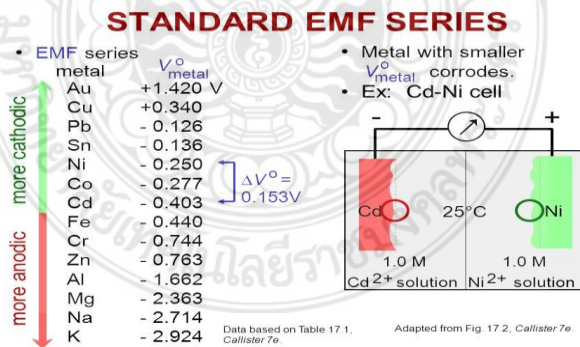 STANDARD EMF SERIES
• EMF series
metal V°metal
Au +1.420 V
Cu +0.340
Pb - 0.126
Sn - 0.136
Ni - 0.250
Co - 0.277
Cd - 0.403
Fe - 0.440
Cr - 0.744
Zn - 0.763
Al - 1.662
Mg - 2.363
Na - 2.714
K - 2.924
more cathodic
more anodic
ΔV° =
0.153V
Data based on Table 17.1,
Callister 7e.
• Metal with smaller
V°metal corrodes.
• Ex: Cd-Ni cell
- +
Cd 25°C Ni
1.0 M 1.0 M
Cd 2+ solution Ni 2+ solution
Adapted from Fig. 17.2, Callister 7e.